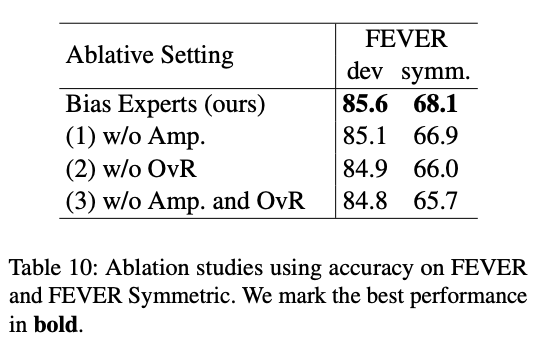 Ablative Setting FEVER
dev symm.
Bias Experts (ours) 85.6 68.1
(1) w/o Amp. 85.1 66.9
(2) w/o OvR 84.9 66.0
(3) w/o Amp. and OvR 84.8 65.7
Table 10: Ablation studies using accuracy on FEVER
and FEVER Symmetric. We mark the best performance
in bold.